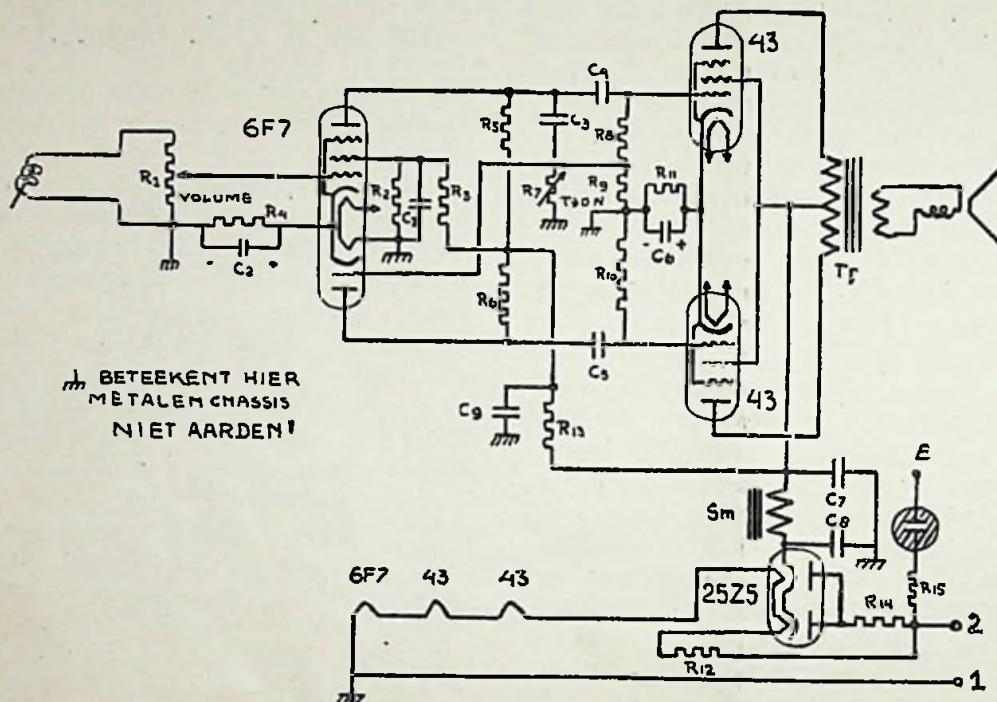 43
C4
6F7
R5
C3
R8
R1
R2
C1
R3
R7
TOON
R9
R11
VOLUME
R4
C2
- +
- +
C6
R6
R10
Tr
C5
43
⏚ BETEEKENT HIER
METALEN CHASSIS
NIET AARDEN!
C9
R13
E
C7
Sm
C8
6F7 43 43
25Z5
R14
R15
2
R12
1